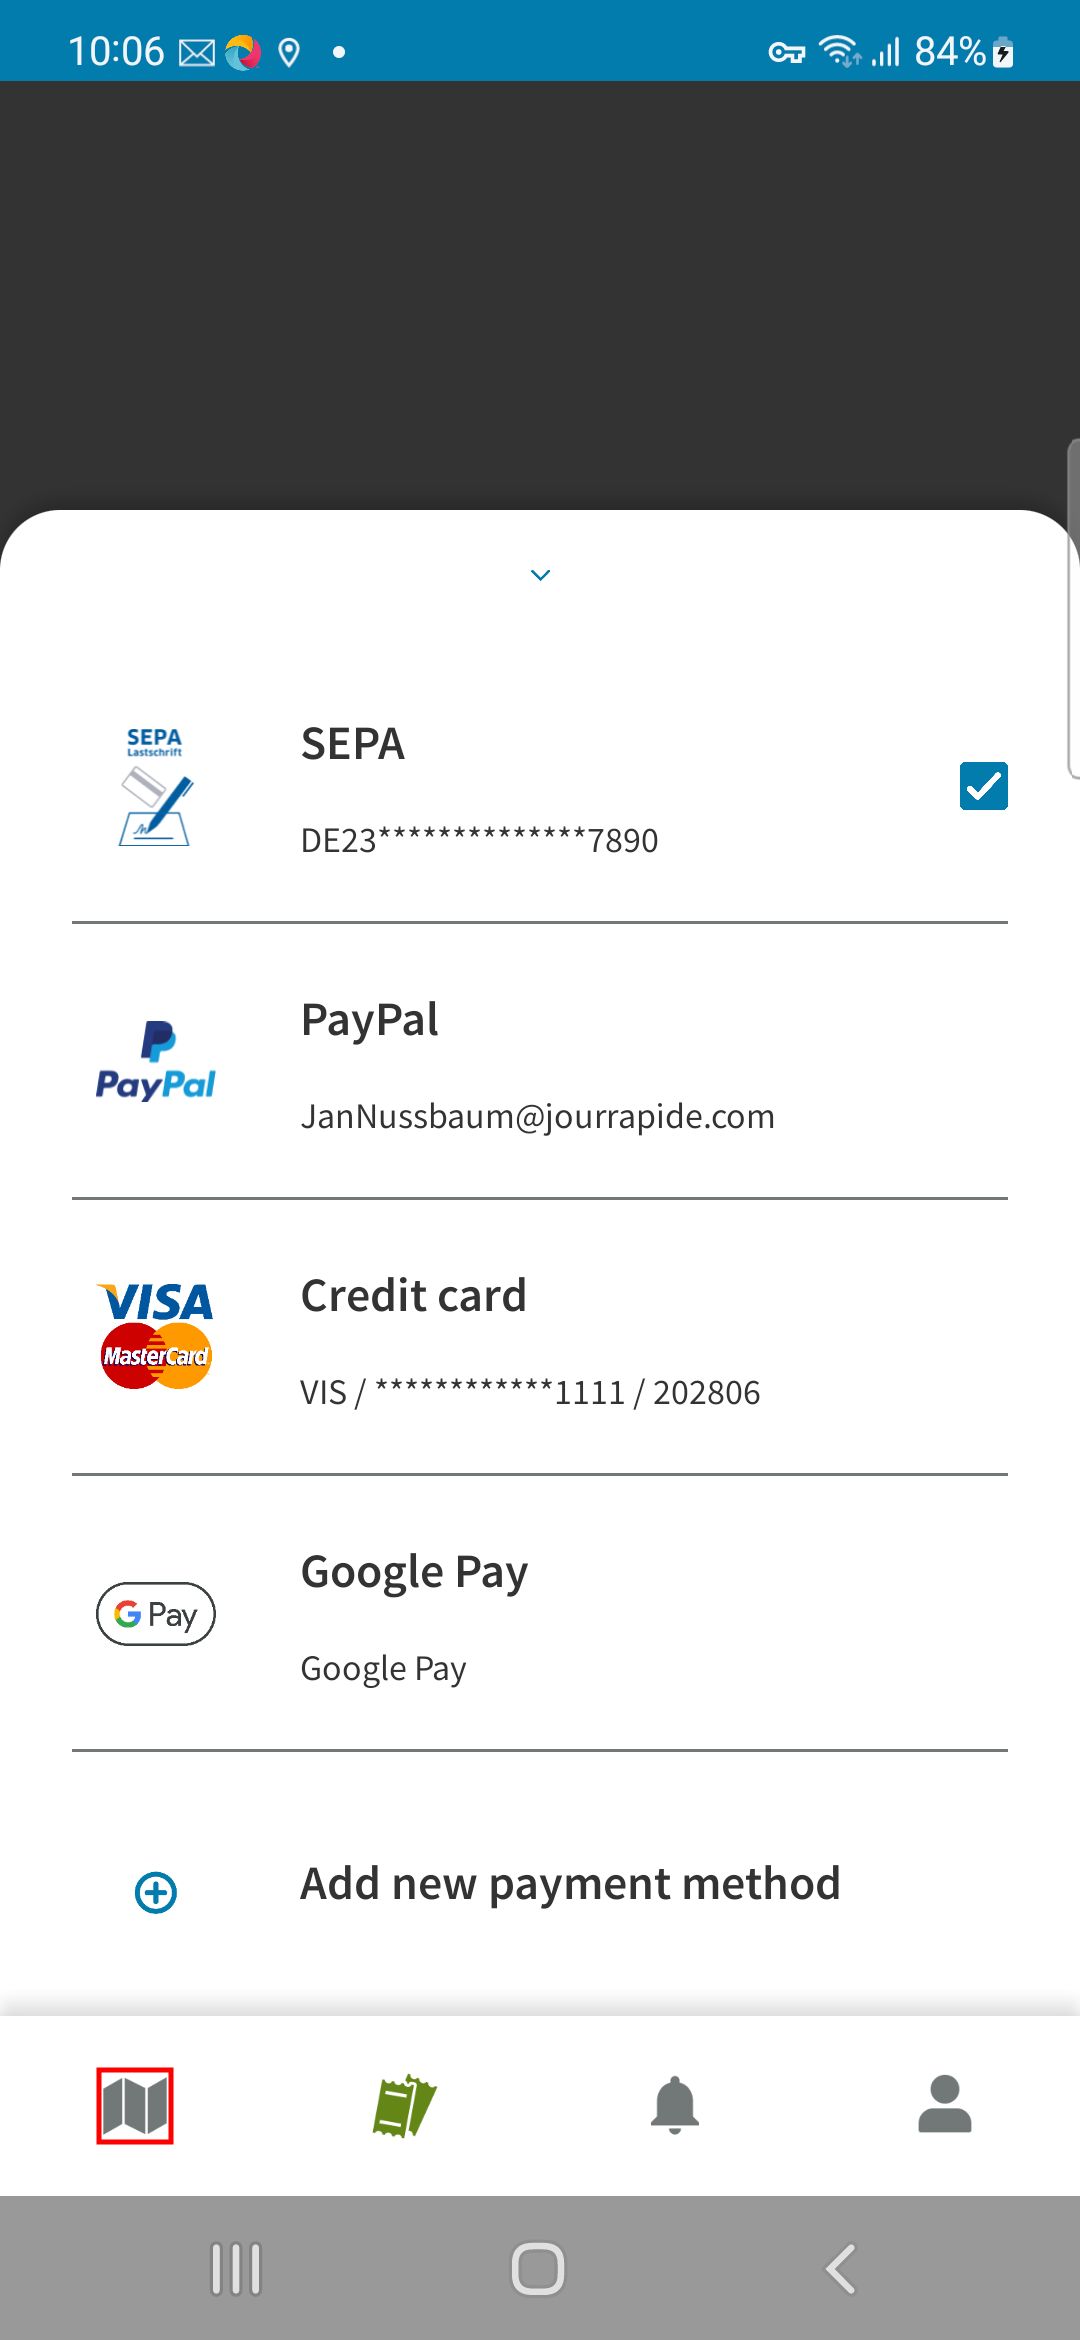 10:06 84%
SEPA
Lastschrift
SEPA
DE23**************7890
PayPal
PayPal
JanNussbaum@jourrapide.com
VISA
MasterCard
Credit card
VIS / ************1111 / 202806
G Pay
Google Pay
Google Pay
Add new payment method